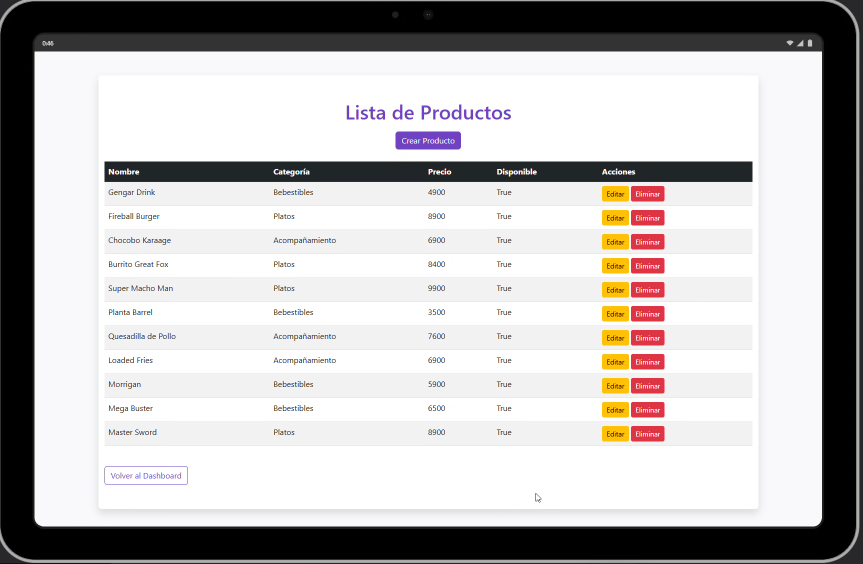 0:46
Lista de Productos
Crear Producto
Nombre Categoría Precio Disponible Acciones
Gengar Drink Bebestibles 4900 True Editar Eliminar
Fireball Burger Platos 8900 True Editar Eliminar
Chocobo Karaage Acompañamiento 6900 True Editar Eliminar
Burrito Great Fox Platos 8400 True Editar Eliminar
Super Macho Man Platos 9900 True Editar Eliminar
Planta Barrel Bebestibles 3500 True Editar Eliminar
Quesadilla de Pollo Acompañamiento 7600 True Editar Eliminar
Loaded Fries Acompañamiento 6900 True Editar Eliminar
Morrigan Bebestibles 5900 True Editar Eliminar
Mega Buster Bebestibles 6500 True Editar Eliminar
Master Sword Platos 8900 True Editar Eliminar
Volver al Dashboard